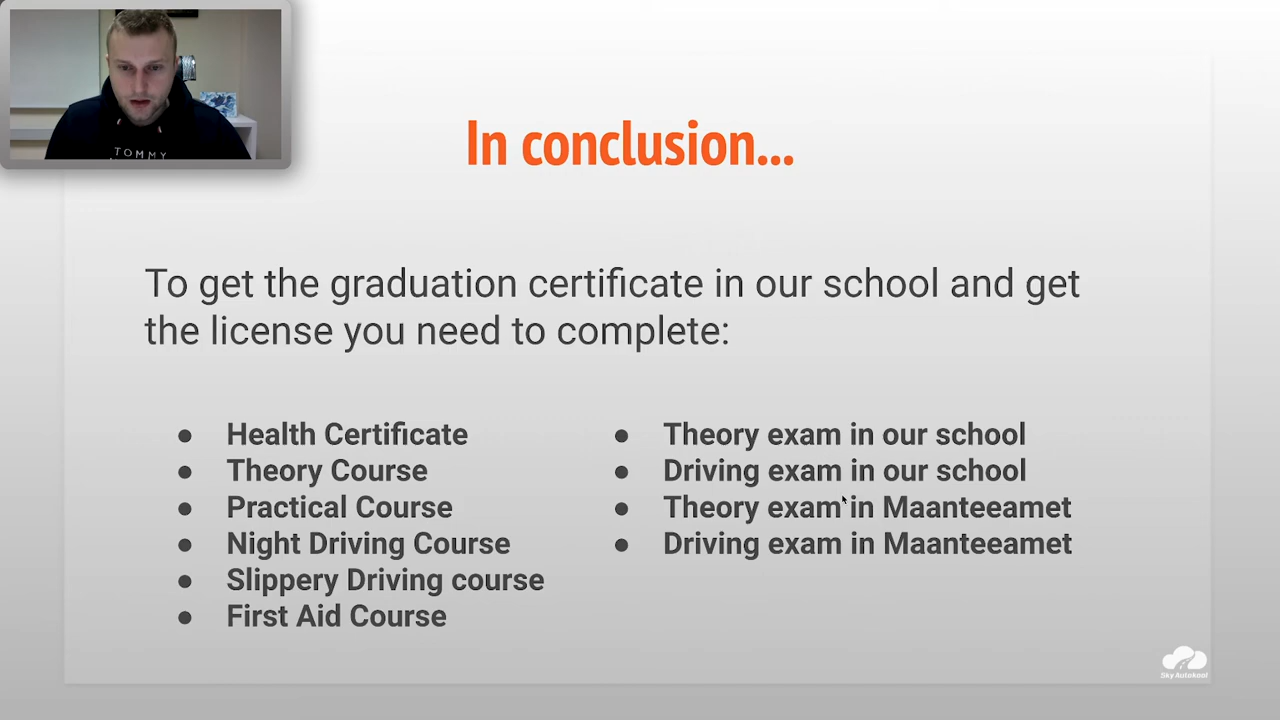 TOMMY
In conclusion...
To get the graduation certificate in our school and get
the license you need to complete:
● Health Certificate
● Theory Course
● Practical Course
● Night Driving Course
● Slippery Driving course
● First Aid Course
● Theory exam in our school
● Driving exam in our school
● Theory exam in Maanteeamet
● Driving exam in Maanteeamet
Sky Autokool